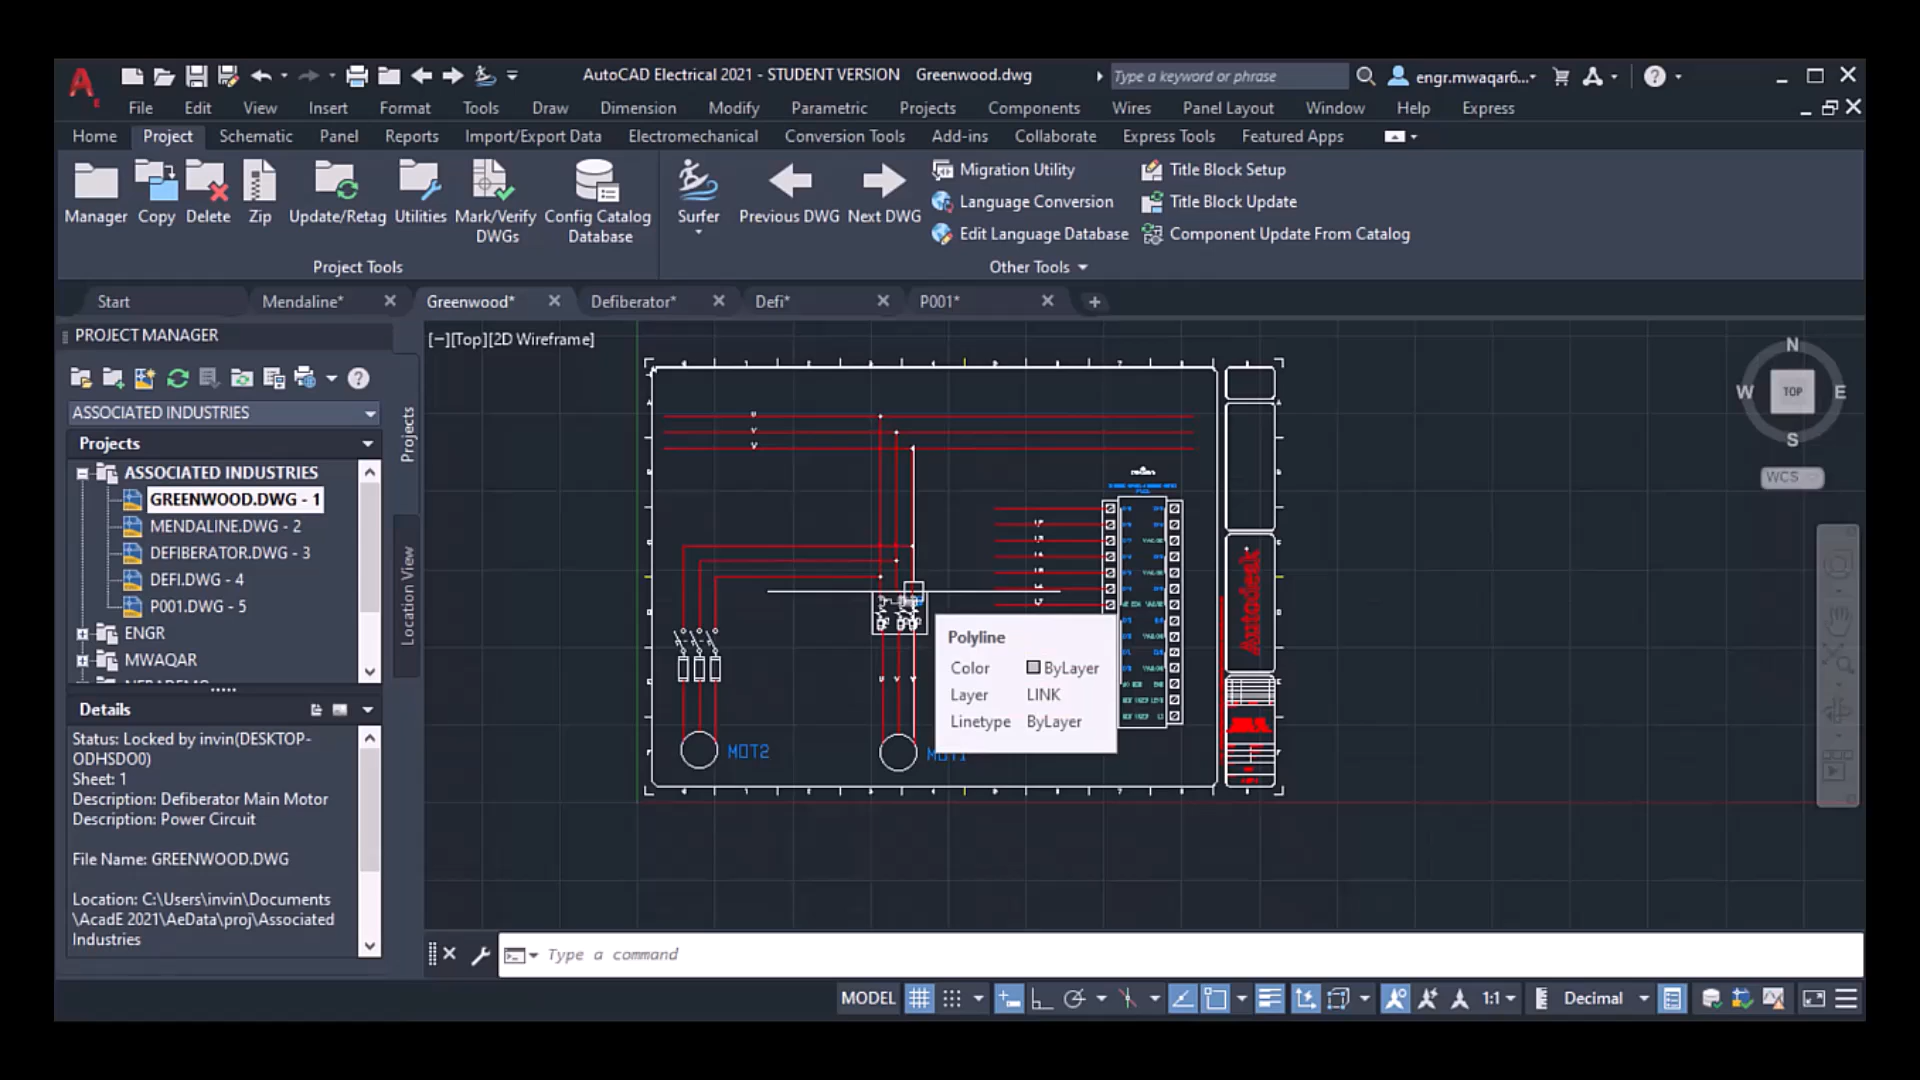 AutoCAD Electrical 2021 - STUDENT VERSION Greenwood.dwg
Type a keyword or phrase
engr.mwaqar6...
File Edit View Insert Format Tools Draw Dimension Modify Parametric Projects Components Wires Panel Layout Window Help Express
Home Project Schematic Panel Reports Import/Export Data Electromechanical Conversion Tools Add-ins Collaborate Express Tools Featured Apps
Manager Copy Delete Zip Update/Retag Utilities Mark/Verify DWGs Config Catalog Database
Project Tools
Surfer Previous DWG Next DWG
Migration Utility
Language Conversion
Edit Language Database
Title Block Setup
Title Block Update
Component Update From Catalog
Other Tools
Start Mendaline* Greenwood* Defiberator* Defi* P001*
PROJECT MANAGER
ASSOCIATED INDUSTRIES
Projects
ASSOCIATED INDUSTRIES
GREENWOOD.DWG - 1
MENDALINE.DWG - 2
DEFIBERATOR.DWG - 3
DEFI.DWG - 4
P001.DWG - 5
ENGR
MWAQAR
Details
Status: Locked by invin(DESKTOP-
ODHSDO0)
Sheet: 1
Description: Defiberator Main Motor
Description: Power Circuit
File Name: GREENWOOD.DWG
Location: C:\Users\invin\Documents
\AcadE 2021\AeData\proj\Associated
Industries
Projects
Location View
[−][Top][2D Wireframe]
N
W TOP E
S
WCS
Autodesk
MOT2
MOT1
Polyline
Color ByLayer
Layer LINK
Linetype ByLayer
Type a command
MODEL
1:1
Decimal